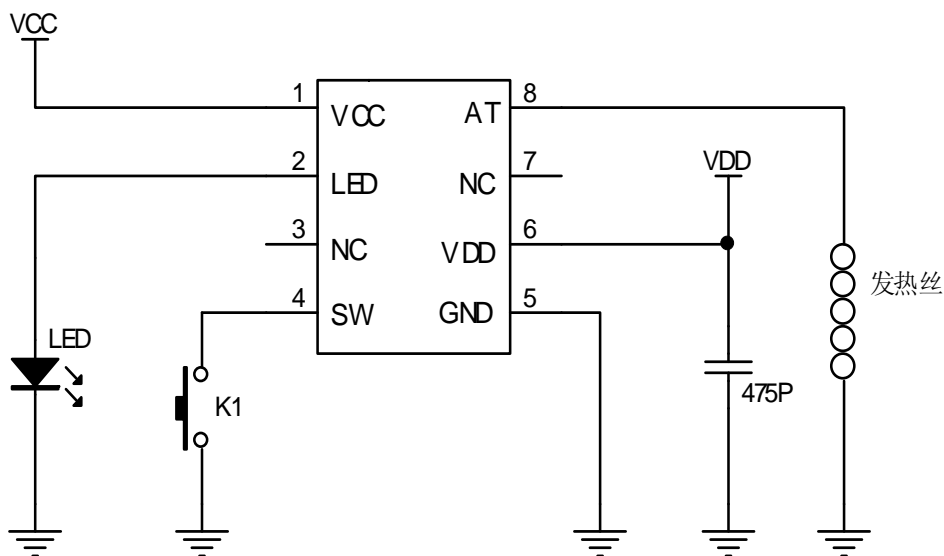 VCC
1
VCC
AT
8
2
LED
NC
7
VDD
3
NC
VDD
6
4
SW
GND
5
发热丝
LED
K1
475P